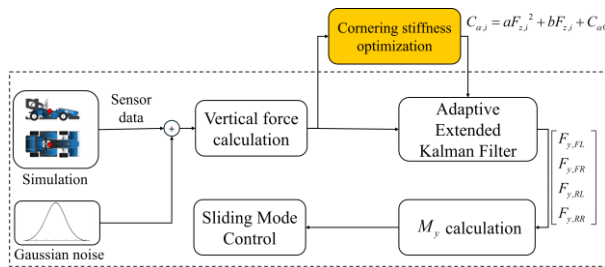 Cornering stiffness
optimization
C_{α,i} = aF_{z,i}^2 + bF_{z,i} + C_{α0
Sensor
data
+
Vertical force
calculation
Adaptive
Extended
Kalman Filter
Simulation
F_{y,FL}
F_{y,FR}
F_{y,RL}
F_{y,RR}
Sliding Mode
Control
M_y calculation
Gaussian noise